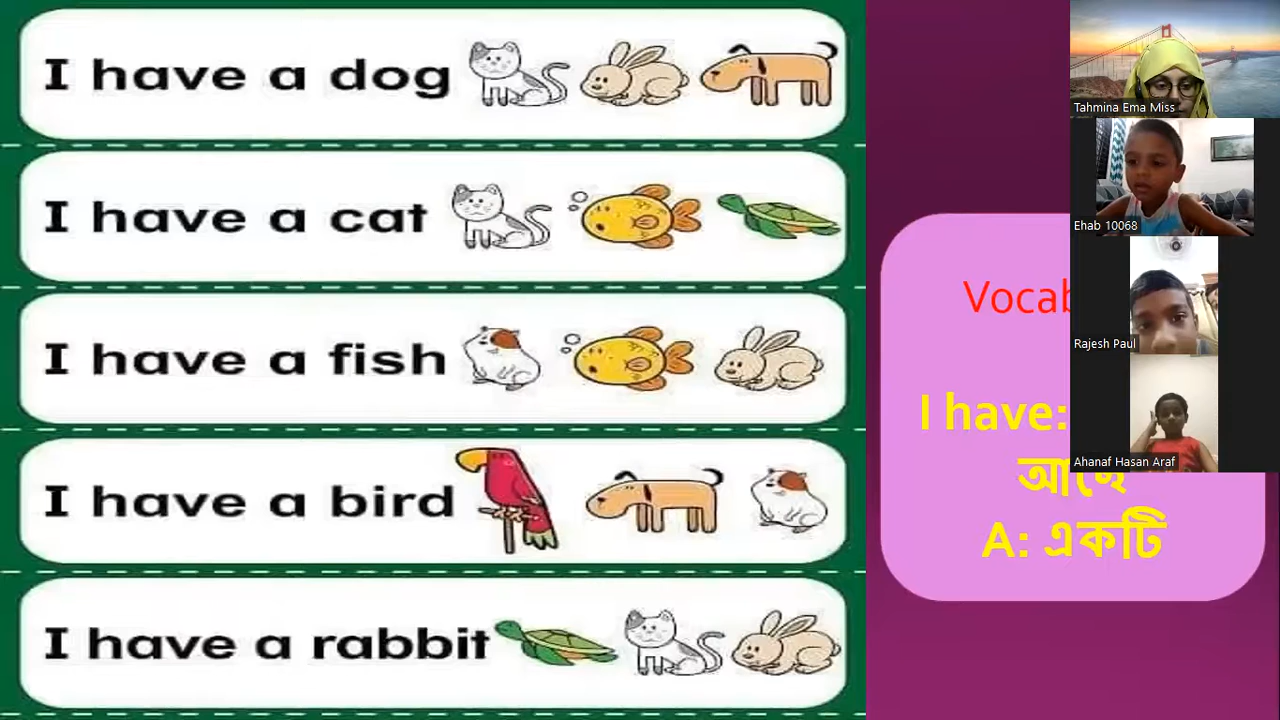 I have a dog
I have a cat
I have a fish
I have a bird
I have a rabbit
I have:
আছে
A: একটি
Tahmina Ema Miss
Ehab 10068
Rajesh Paul
Ahanaf Hasan Araf